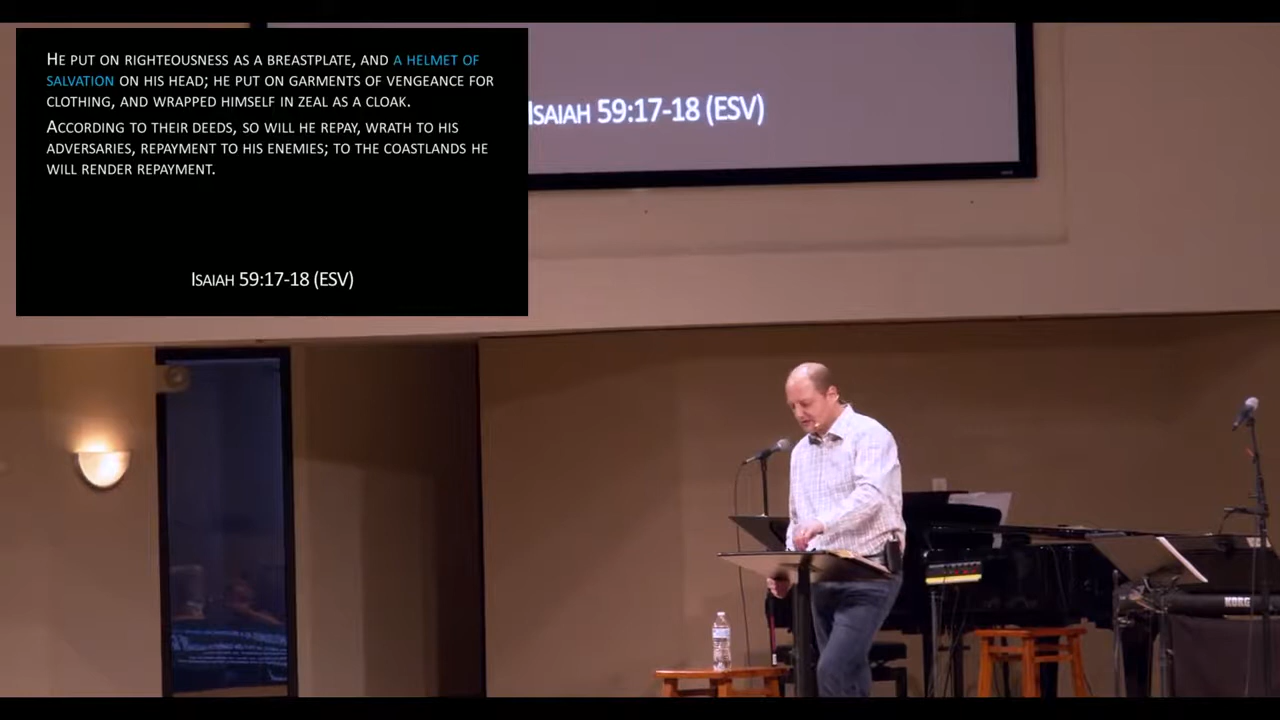 He put on righteousness as a breastplate, and a helmet of
salvation on his head; he put on garments of vengeance for
clothing, and wrapped himself in zeal as a cloak.
According to their deeds, so will he repay, wrath to his
adversaries, repayment to his enemies; to the coastlands he
will render repayment.
Isaiah 59:17-18 (ESV)
Isaiah 59:17-18 (ESV)
KORG